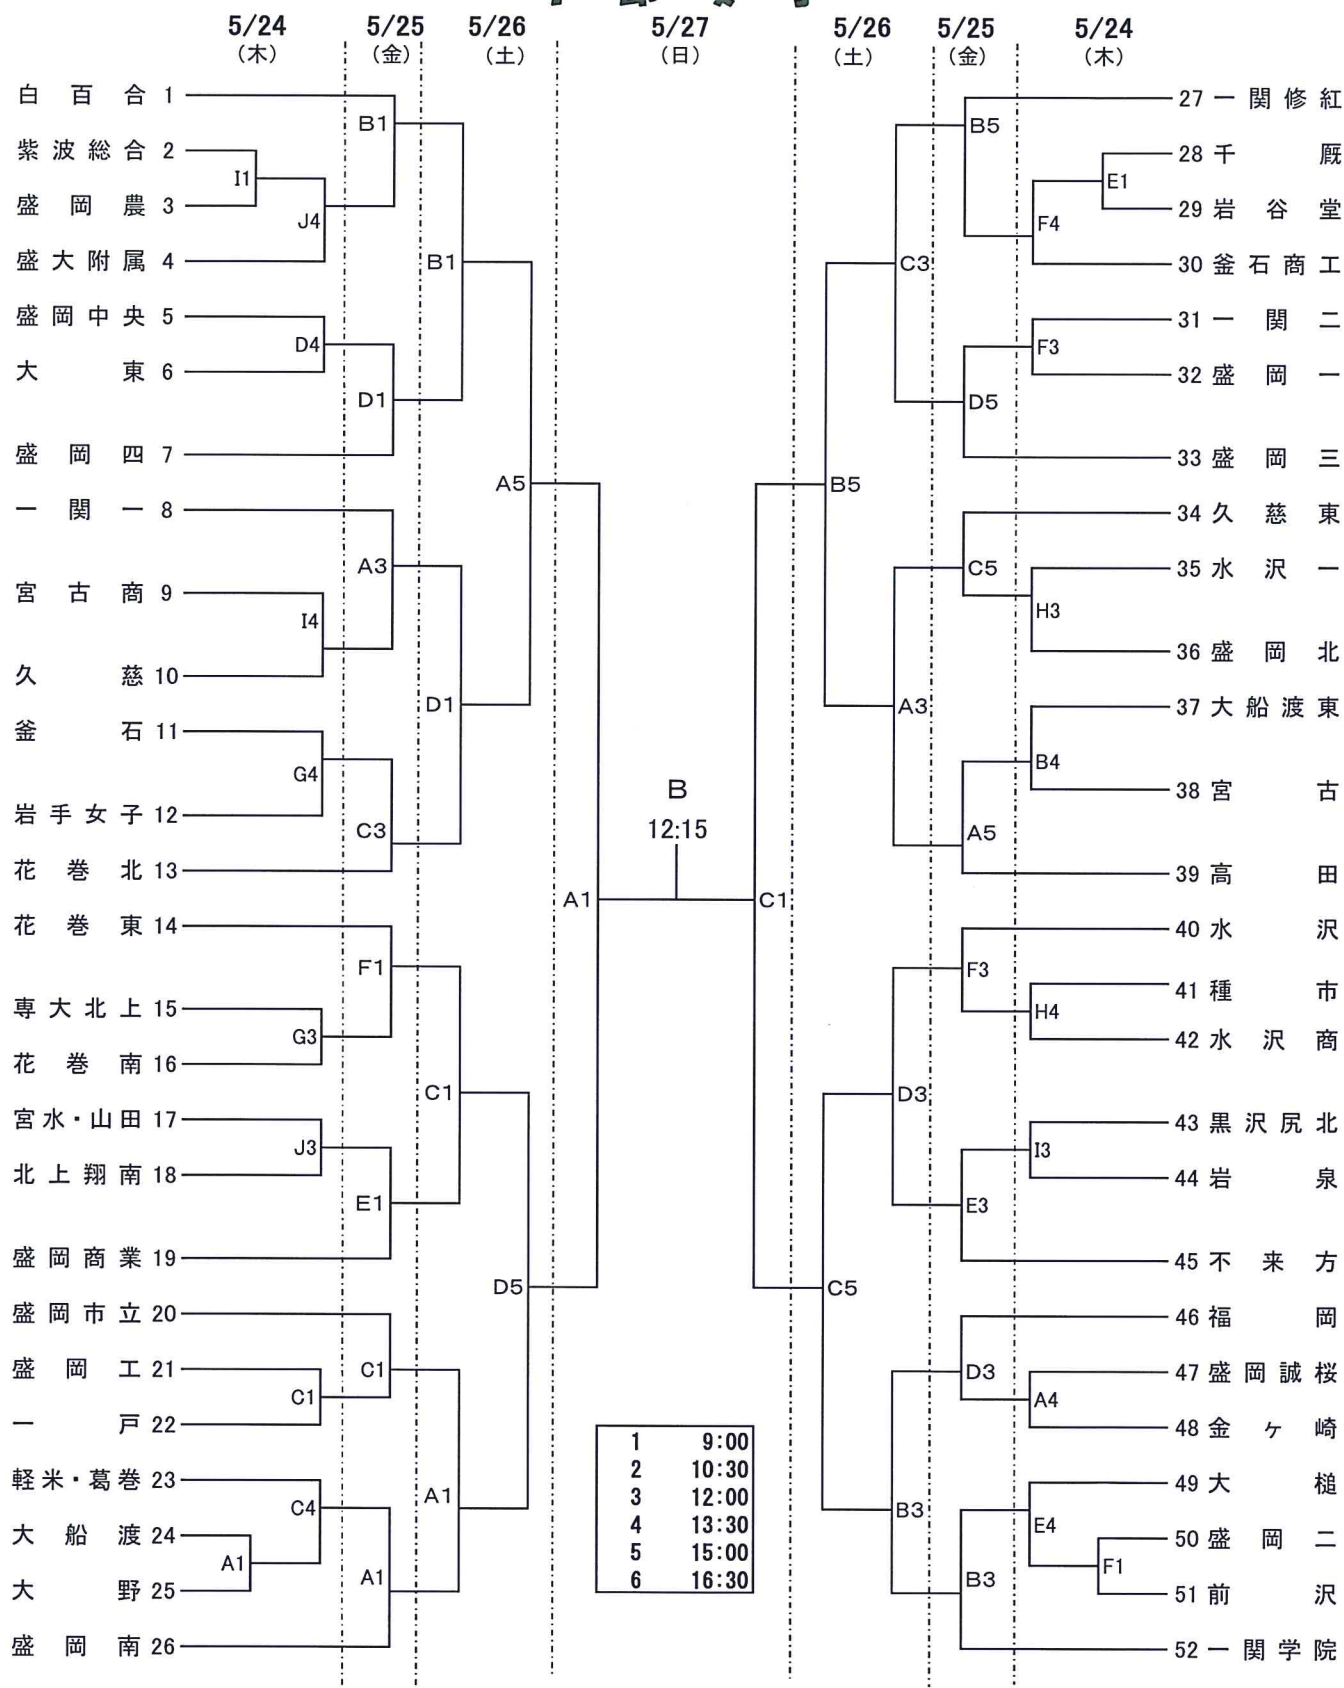 5/24 5/25 5/26 5/27 5/26 5/25 5/24
(木) (金) (土) (日) (土) (金) (木)
白百合 1
紫波総合 2
盛岡農 3
盛大附属 4
盛岡中央 5
大東 6
盛岡四 7
一関一 8
宮古商 9
久慈 10
釜石 11
岩手女子 12
花巻北 13
花巻東 14
専大北上 15
花巻南 16
宮水・山田 17
北上翔南 18
盛岡商業 19
盛岡市立 20
盛岡工 21
一戸 22
軽米・葛巻 23
大船渡 24
大野 25
盛岡南 26
I1
J4
D4
I4
G4
G3
J3
C1
C4
A1
B1
D1
A3
C3
F1
E1
C1
A1
B1
D1
C1
A1
A5
D5
A1
B
12:15
1 9:00
2 10:30
3 12:00
4 13:30
5 15:00
6 16:30
C1
B5
C5
C3
A3
D3
B3
B5
D5
C5
A5
F3
E3
D3
B3
E1
F4
F3
H3
B4
H4
I3
A4
E4
F1
27 一関修紅
28 千厩
29 岩谷堂
30 釜石商工
31 一関二
32 盛岡一
33 盛岡三
34 久慈東
35 水沢一
36 盛岡北
37 大船渡東
38 宮古
39 高田
40 水沢
41 種市
42 水沢商
43 黒沢尻北
44 岩泉
45 不来方
46 福岡
47 盛岡誠桜
48 金ヶ崎
49 大槌
50 盛岡二
51 前沢
52 一関学院